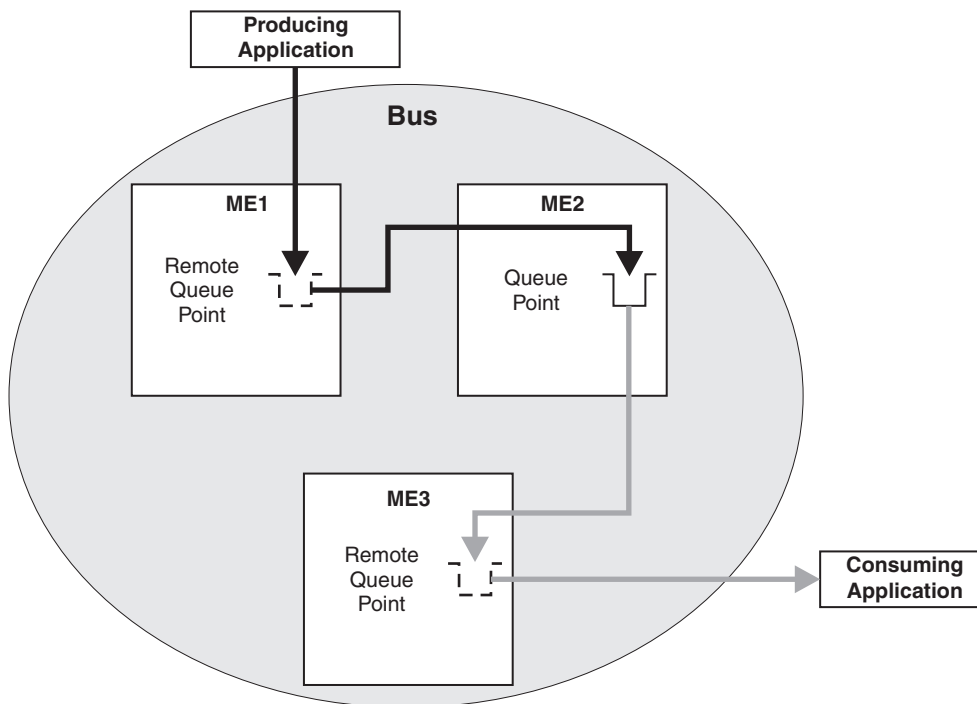 Producing
Application
Bus
ME1
Remote
Queue
Point
ME2
Queue
Point
ME3
Remote
Queue
Point
Consuming
Application